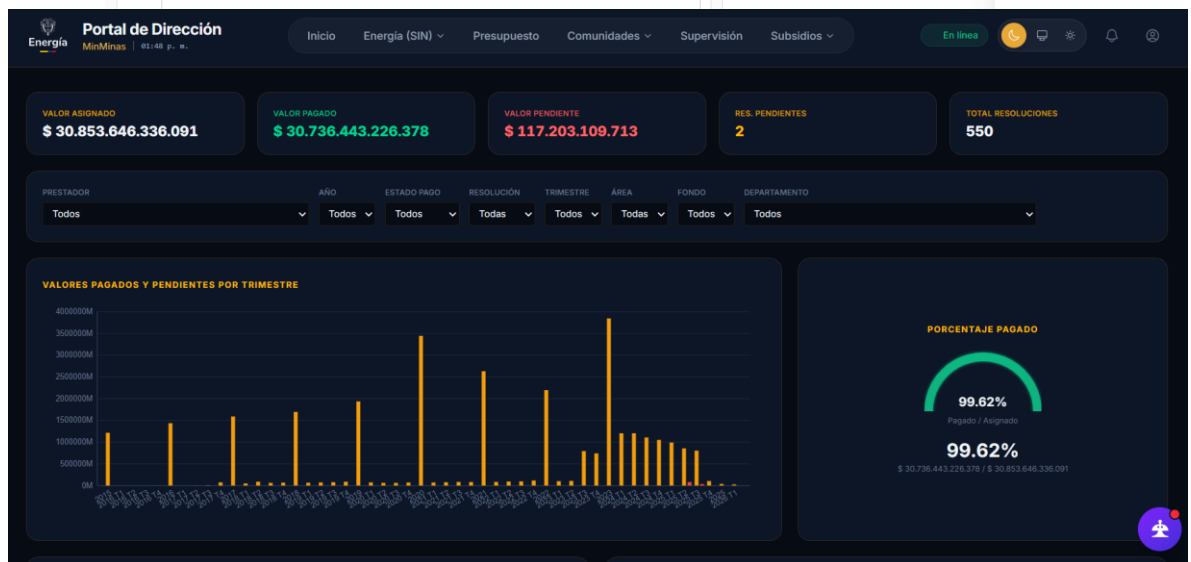 Energía
Portal de Dirección
MinMinas | 01:48 p. m.
Inicio
Energía (SIN)
Presupuesto
Comunidades
Supervisión
Subsidios
En línea
VALOR ASIGNADO
$ 30.853.646.336.091
VALOR PAGADO
$ 30.736.443.226.378
VALOR PENDIENTE
$ 117.203.109.713
RES. PENDIENTES
2
TOTAL RESOLUCIONES
550
PRESTADOR
Todos
AÑO
Todos
ESTADO PAGO
Todos
RESOLUCIÓN
Todas
TRIMESTRE
Todos
ÁREA
Todas
FONDO
Todos
DEPARTAMENTO
Todos
VALORES PAGADOS Y PENDIENTES POR TRIMESTRE
4000000M
3500000M
3000000M
2500000M
2000000M
1500000M
1000000M
500000M
0M
PORCENTAJE PAGADO
99.62%
Pagado / Asignado
99.62%
$ 30.736.443.226.378 / $ 30.853.646.336.091